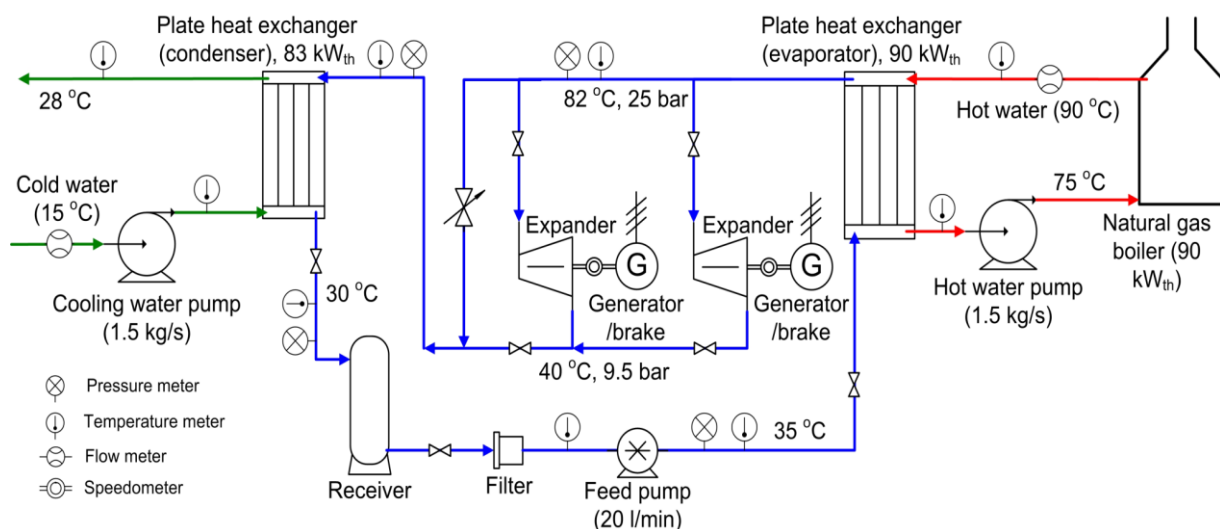 Plate heat exchanger
(condenser), 83 kWth
Plate heat exchanger
(evaporator), 90 kWth
28 °C
82 °C, 25 bar
Hot water (90 °C)
Cold water
(15 °C)
75 °C
Expander
Expander
G
G
Natural gas
boiler (90
kWth)
Cooling water pump
(1.5 kg/s)
30 °C
Generator
/brake
Generator
/brake
Hot water pump
(1.5 kg/s)
40 °C, 9.5 bar
Pressure meter
Temperature meter
Flow meter
Speedometer
35 °C
Receiver
Filter
Feed pump
(20 l/min)